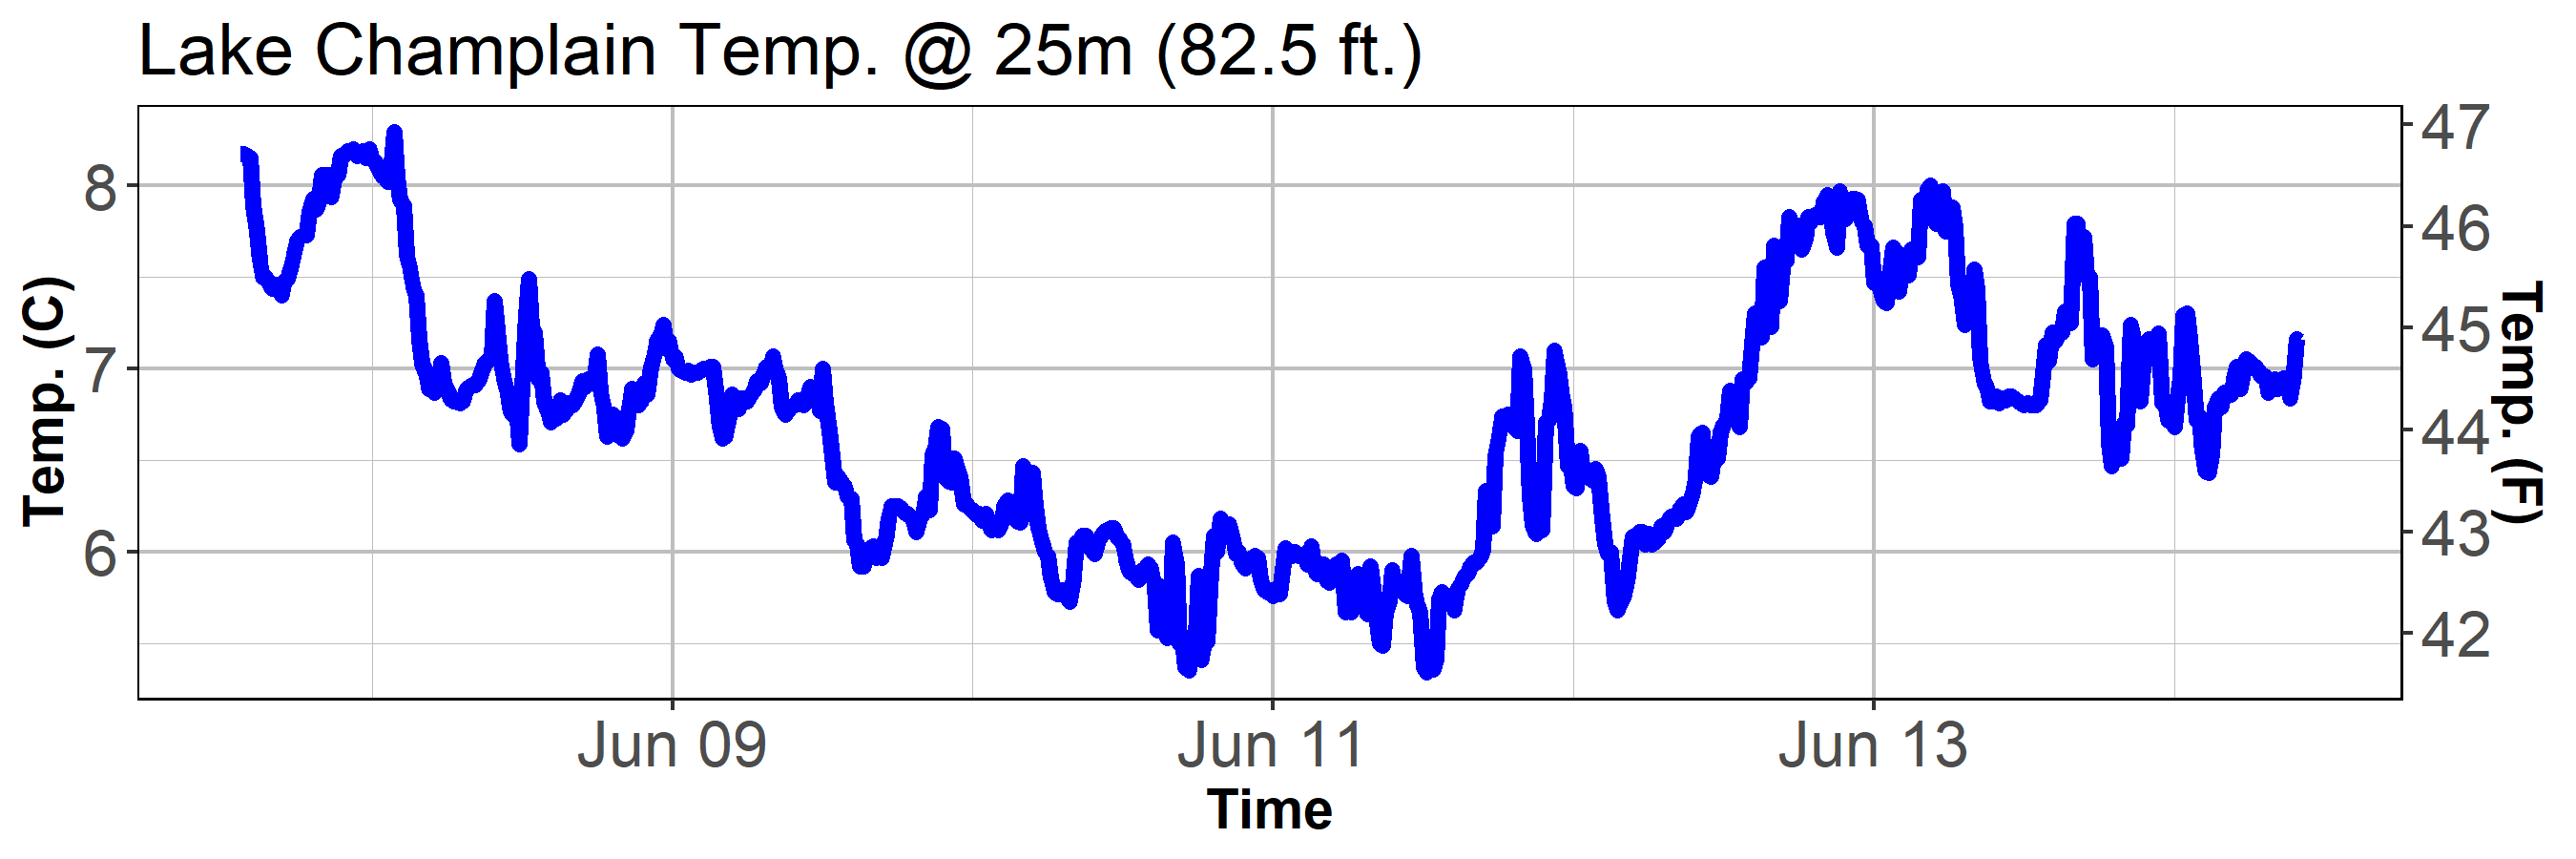 Lake Champlain Temp. @ 25m (82.5 ft.)
Temp. (C)
8
7
6
47
46
45
44
43
42
Temp. (F)
Jun 09 Jun 11 Jun 13
Time